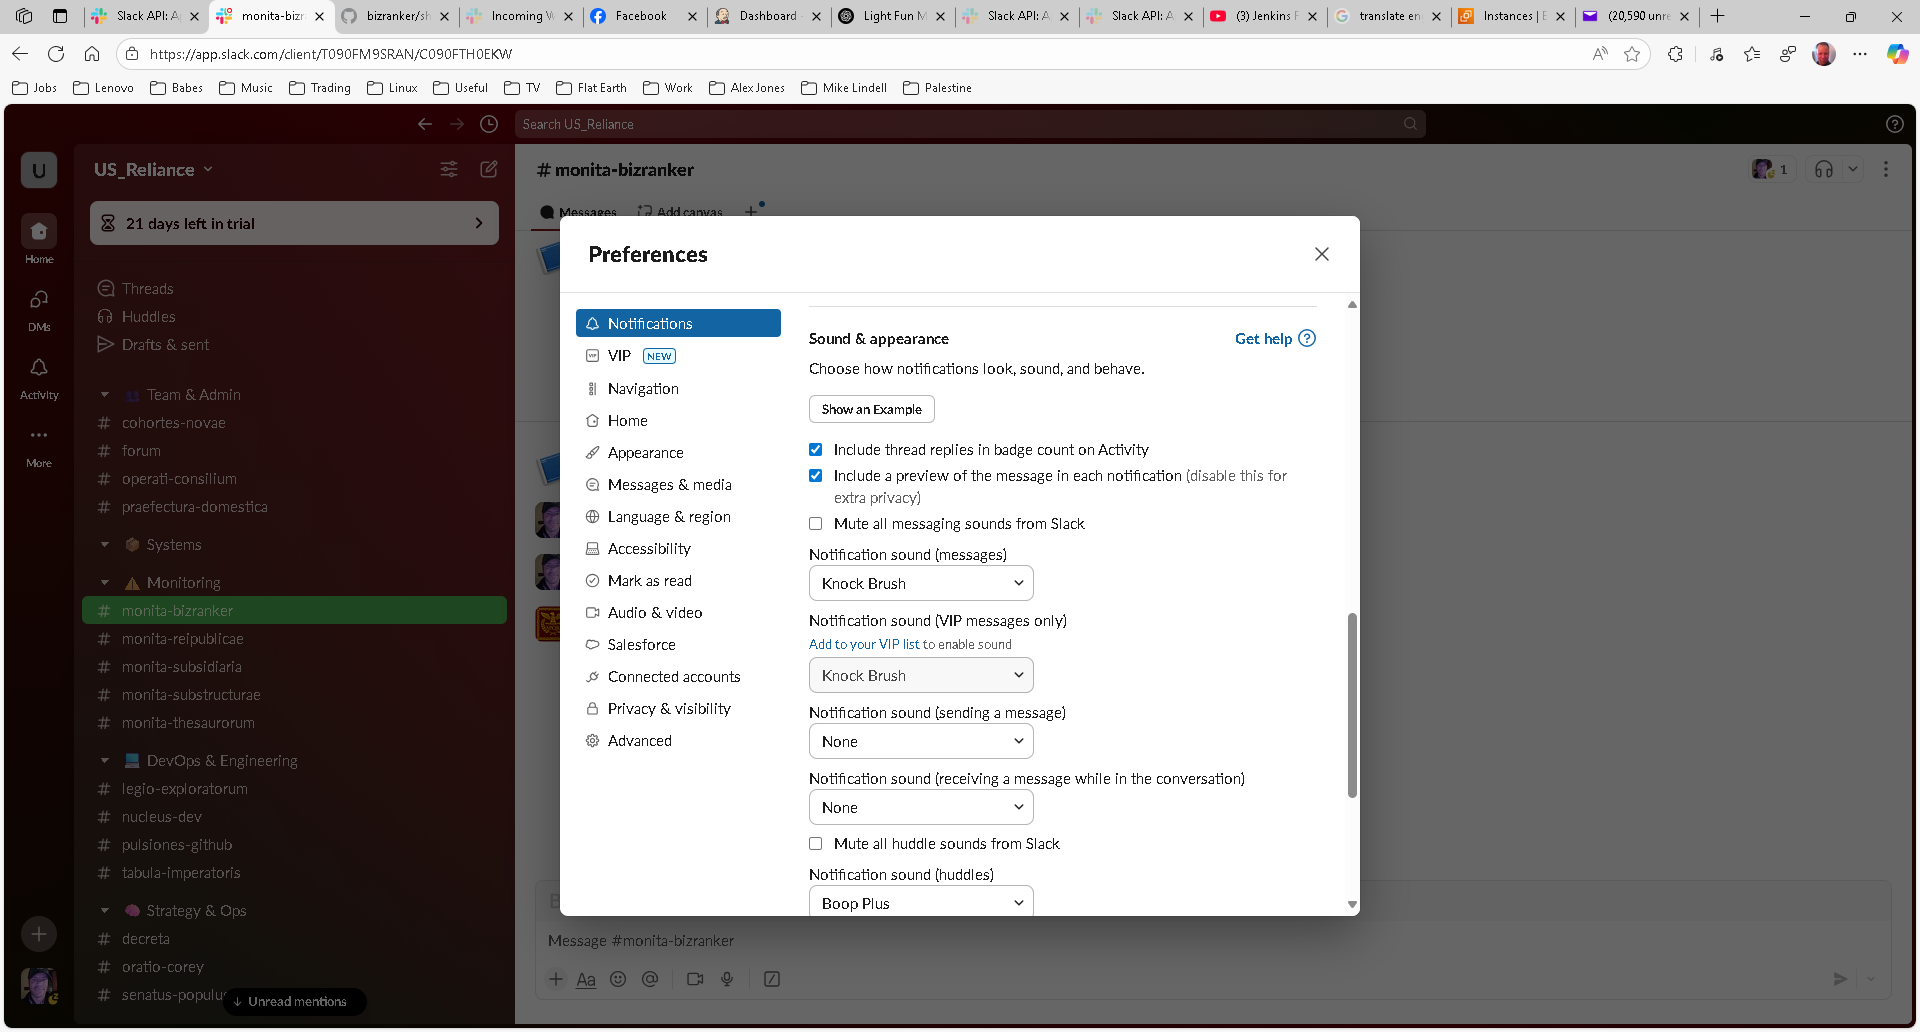 Slack API: A
monita-bizr
bizranker/sh
Incoming W
Facebook
Dashboard
Light Fun M
Slack API: A
Slack API: A
(3) Jenkins F
translate en
Instances | E
(20,590 unre
https://app.slack.com/client/T090FM9SRAN/C090FTH0EKW
Jobs
Lenovo
Babes
Music
Trading
Linux
Useful
TV
Flat Earth
Work
Alex Jones
Mike Lindell
Palestine
Search US_Reliance
U
US_Reliance
# monita-bizranker
1
21 days left in trial
Messages
Add canvas
Home
DMs
Activity
More
Threads
Huddles
Drafts & sent
Team & Admin
# cohortes-novae
# forum
# operati-consilium
# praefectura-domestica
Systems
Monitoring
# monita-bizranker
# monita-reipublicae
# monita-subsidiaria
# monita-substructurae
# monita-thesaurorum
DevOps & Engineering
# legio-exploratorum
# nucleus-dev
# pulsiones-github
# tabula-imperatoris
Strategy & Ops
# decreta
# oratio-corey
# senatus-populu
Unread mentions
Preferences
Notifications
VIP NEW
Navigation
Home
Appearance
Messages & media
Language & region
Accessibility
Mark as read
Audio & video
Salesforce
Connected accounts
Privacy & visibility
Advanced
Sound & appearance
Get help
Choose how notifications look, sound, and behave.
Show an Example
Include thread replies in badge count on Activity
Include a preview of the message in each notification (disable this for
extra privacy)
Mute all messaging sounds from Slack
Notification sound (messages)
Knock Brush
Notification sound (VIP messages only)
Add to your VIP list to enable sound
Knock Brush
Notification sound (sending a message)
None
Notification sound (receiving a message while in the conversation)
None
Mute all huddle sounds from Slack
Notification sound (huddles)
Boop Plus
Message #monita-bizranker
Aa